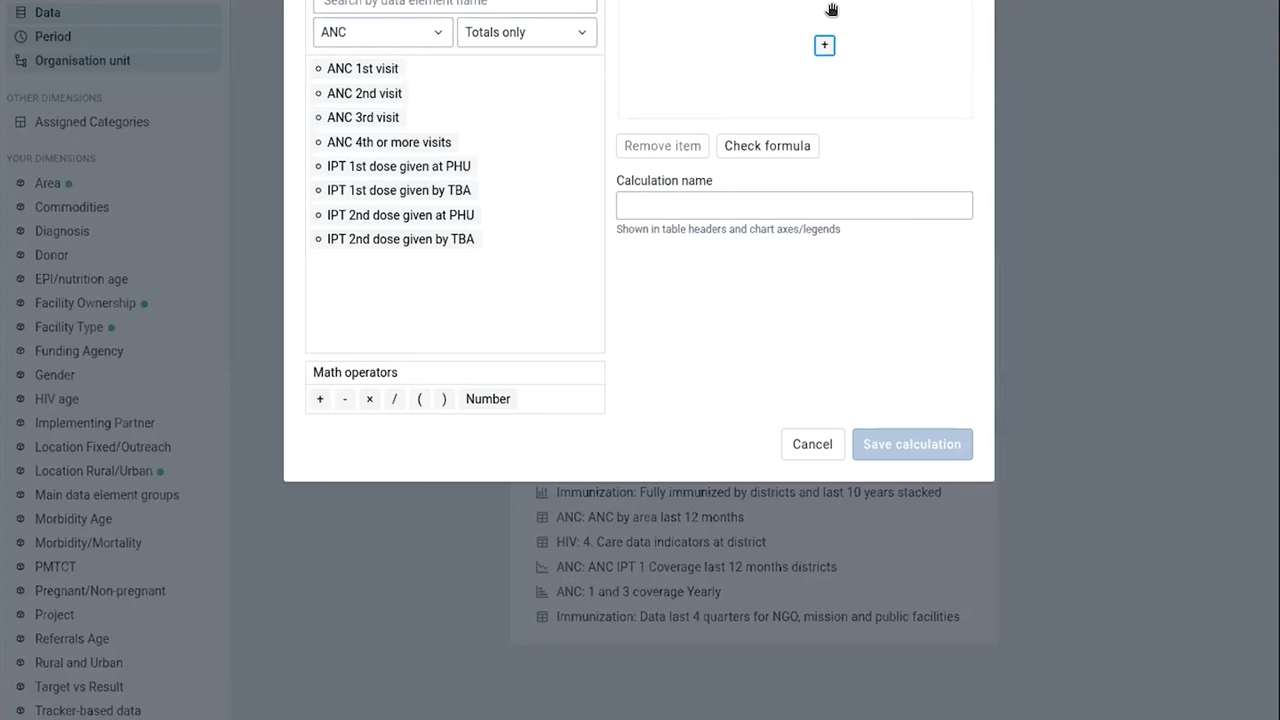 Data
Period
Organisation unit
OTHER DIMENSIONS
Assigned Categories
YOUR DIMENSIONS
Area
Commodities
Diagnosis
Donor
EPI/nutrition age
Facility Ownership
Facility Type
Funding Agency
Gender
HIV age
Implementing Partner
Location Fixed/Outreach
Location Rural/Urban
Main data element groups
Morbidity Age
Morbidity/Mortality
PMTCT
Pregnant/Non-pregnant
Project
Referrals Age
Rural and Urban
Target vs Result
Tracker-based data
Search by data element name
ANC
Totals only
ANC 1st visit
ANC 2nd visit
ANC 3rd visit
ANC 4th or more visits
IPT 1st dose given at PHU
IPT 1st dose given by TBA
IPT 2nd dose given at PHU
IPT 2nd dose given by TBA
Math operators
+ - × / ( ) Number
+
Remove item
Check formula
Calculation name
Shown in table headers and chart axes/legends
Cancel
Save calculation
Immunization: Fully immunized by districts and last 10 years stacked
ANC: ANC by area last 12 months
HIV: 4. Care data indicators at district
ANC: ANC IPT 1 Coverage last 12 months districts
ANC: 1 and 3 coverage Yearly
Immunization: Data last 4 quarters for NGO, mission and public facilities